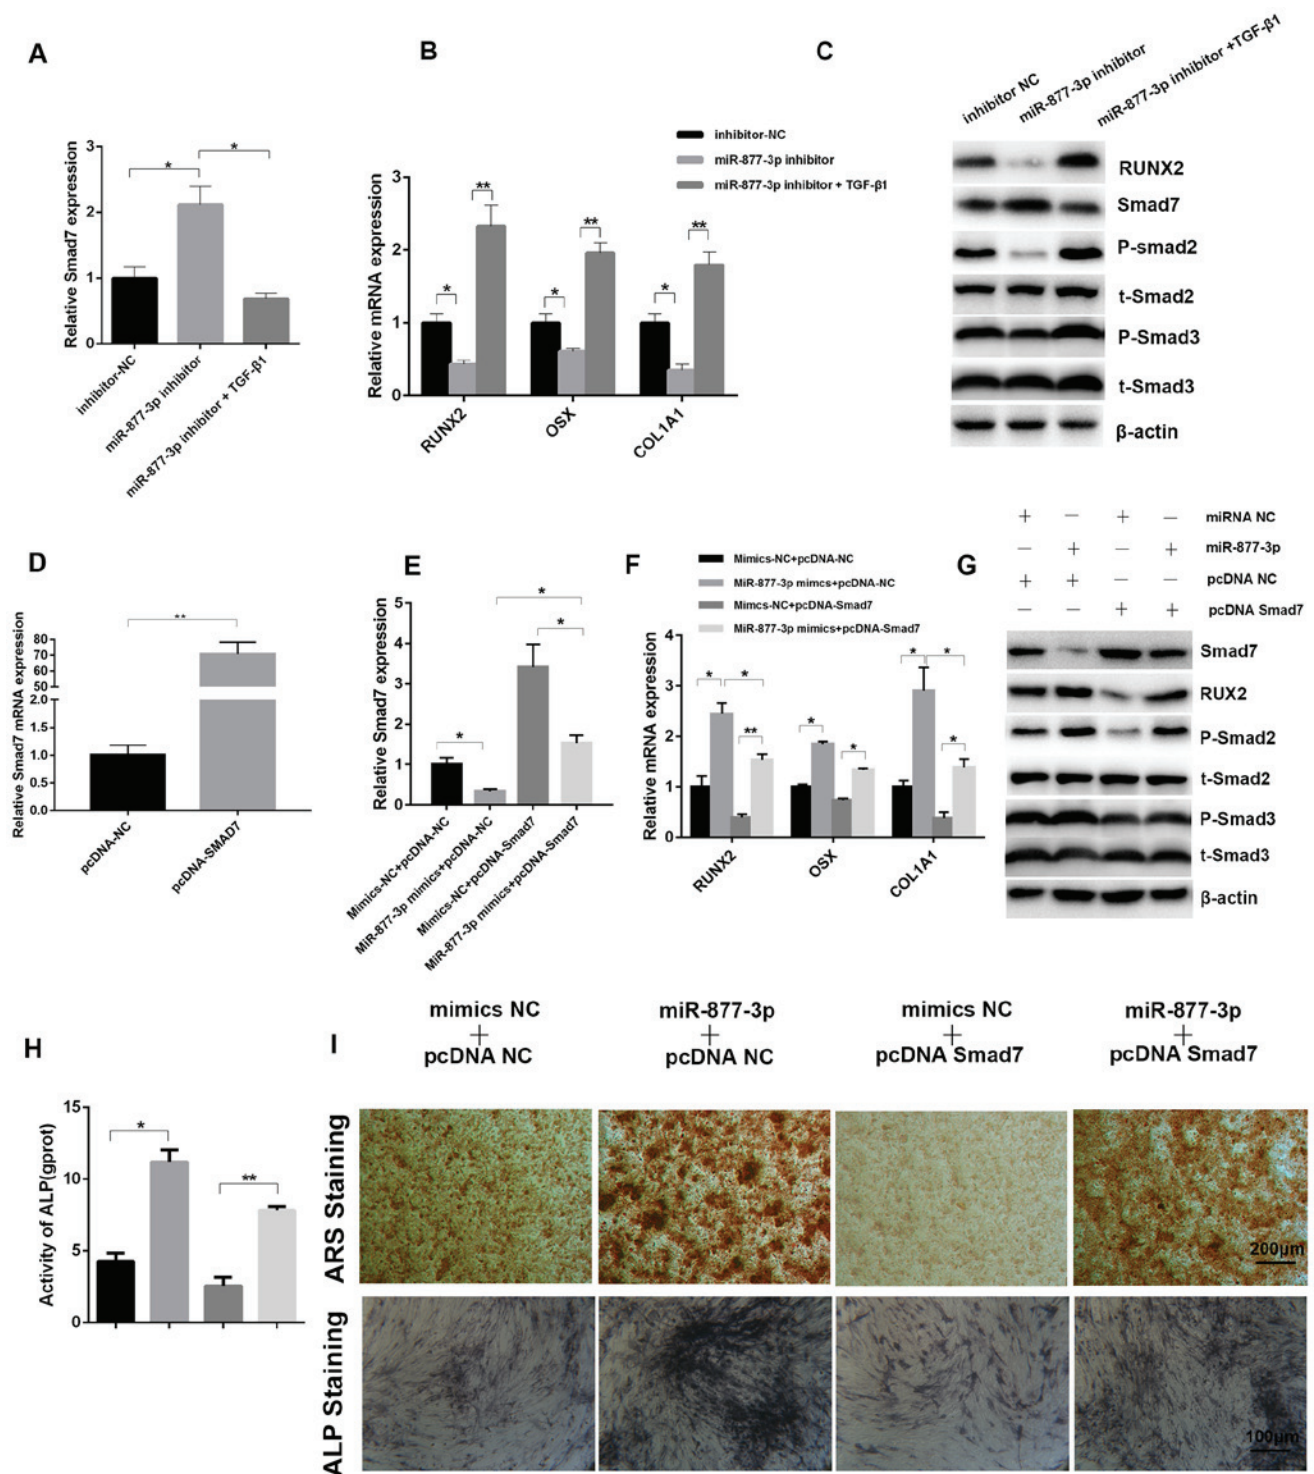 A
B
C
inhibitor NC
miR-877-3p inhibitor
miR-877-3p inhibitor +TGF-β1
Relative Smad7 expression
3
2
1
0
*
*
inhibitor-NC
miR-877-3p inhibitor
miR-877-3p inhibitor + TGF-β1
inhibitor-NC
miR-877-3p inhibitor
miR-877-3p inhibitor + TGF-β1
Relative mRNA expression
3
2
1
0
*
**
*
**
*
**
RUNX2
OSX
COL1A1
RUNX2
Smad7
P-smad2
t-Smad2
P-Smad3
t-Smad3
β-actin
D
Relative Smad7 mRNA expression
80
70
60
50
2.0
1.5
1.0
0.5
0.0
**
pcDNA-NC
pcDNA-SMAD7
E
Relative Smad7 expression
5
4
3
2
1
0
*
*
*
Mimics-NC+pcDNA-NC
MiR-877-3p mimics+pcDNA-NC
Mimics-NC+pcDNA-Smad7
MiR-877-3p mimics+pcDNA-Smad7
F
Mimics-NC+pcDNA-NC
MiR-877-3p mimcs+pcDNA-NC
Mimcs-NC+pcDNA-Smad7
MiR-877-3p mimics+pcDNA-Smad7
Relative mRNA expression
4
3
2
1
0
*
*
**
*
*
*
*
*
RUNX2
OSX
COL1A1
G
+ — + — miRNA NC
— + — + miR-877-3p
+ + — — pcDNA NC
— — + + pcDNA Smad7
Smad7
RUX2
P-Smad2
t-Smad2
P-Smad3
t-Smad3
β-actin
H
Activity of ALP(gprot)
15
10
5
0
*
**
I
mimics NC
+
pcDNA NC
miR-877-3p
+
pcDNA NC
mimics NC
+
pcDNA Smad7
miR-877-3p
+
pcDNA Smad7
ARS Staining
200μm
ALP Staining
100μm